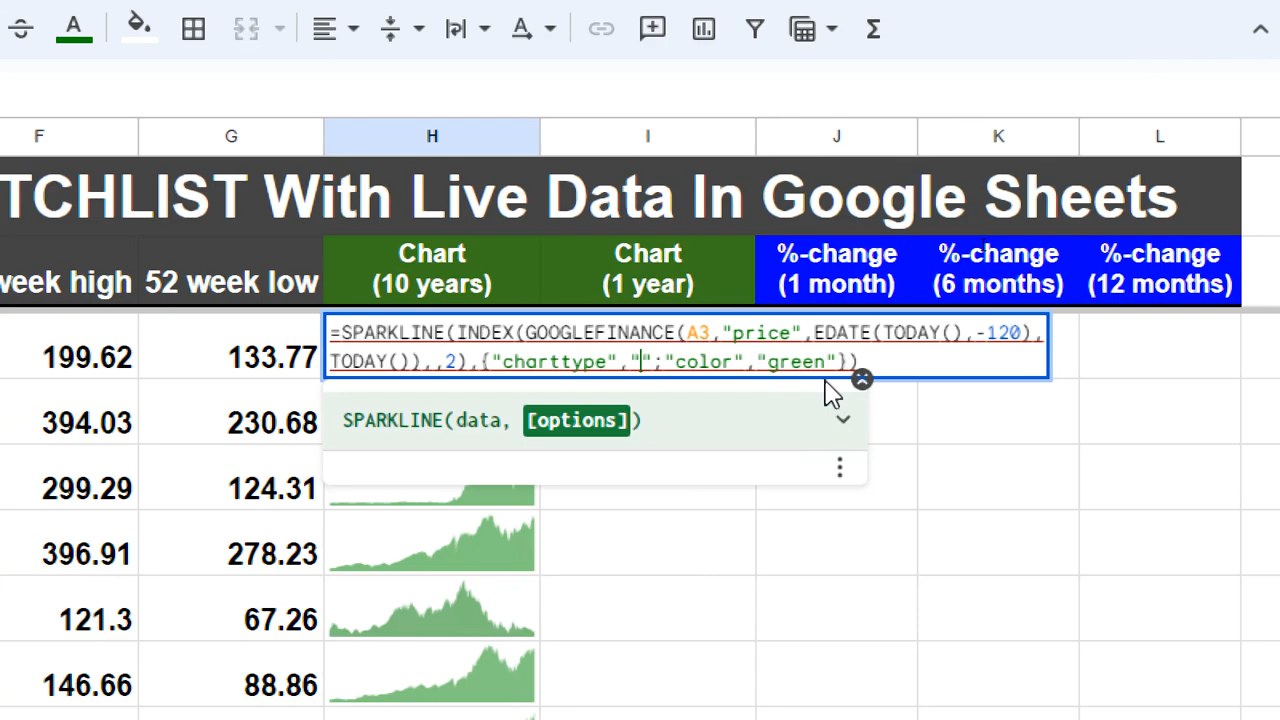 F G H I J K L
TCHLIST With Live Data In Google Sheets
week high 52 week low Chart (10 years) Chart (1 year) %-change (1 month) %-change (6 months) %-change (12 months)
=SPARKLINE(INDEX(GOOGLEFINANCE(A3,"price",EDATE(TODAY(),-120),
TODAY()),,2),{"charttype","";"color","green"})
199.62 133.77
SPARKLINE(data, [options])
394.03 230.68
299.29 124.31
396.91 278.23
121.3 67.26
146.66 88.86